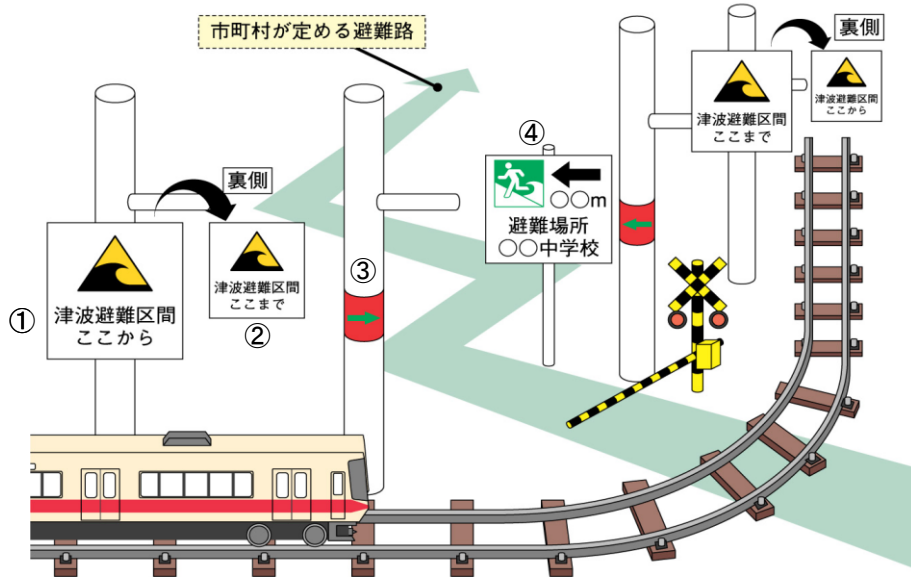 市町村が定める避難路
裏側
津波避難区間
ここまで
津波避難区間
ここから
④
○○m
避難場所
○○中学校
裏側
①
津波避難区間
ここから
津波避難区間
ここまで
②
③